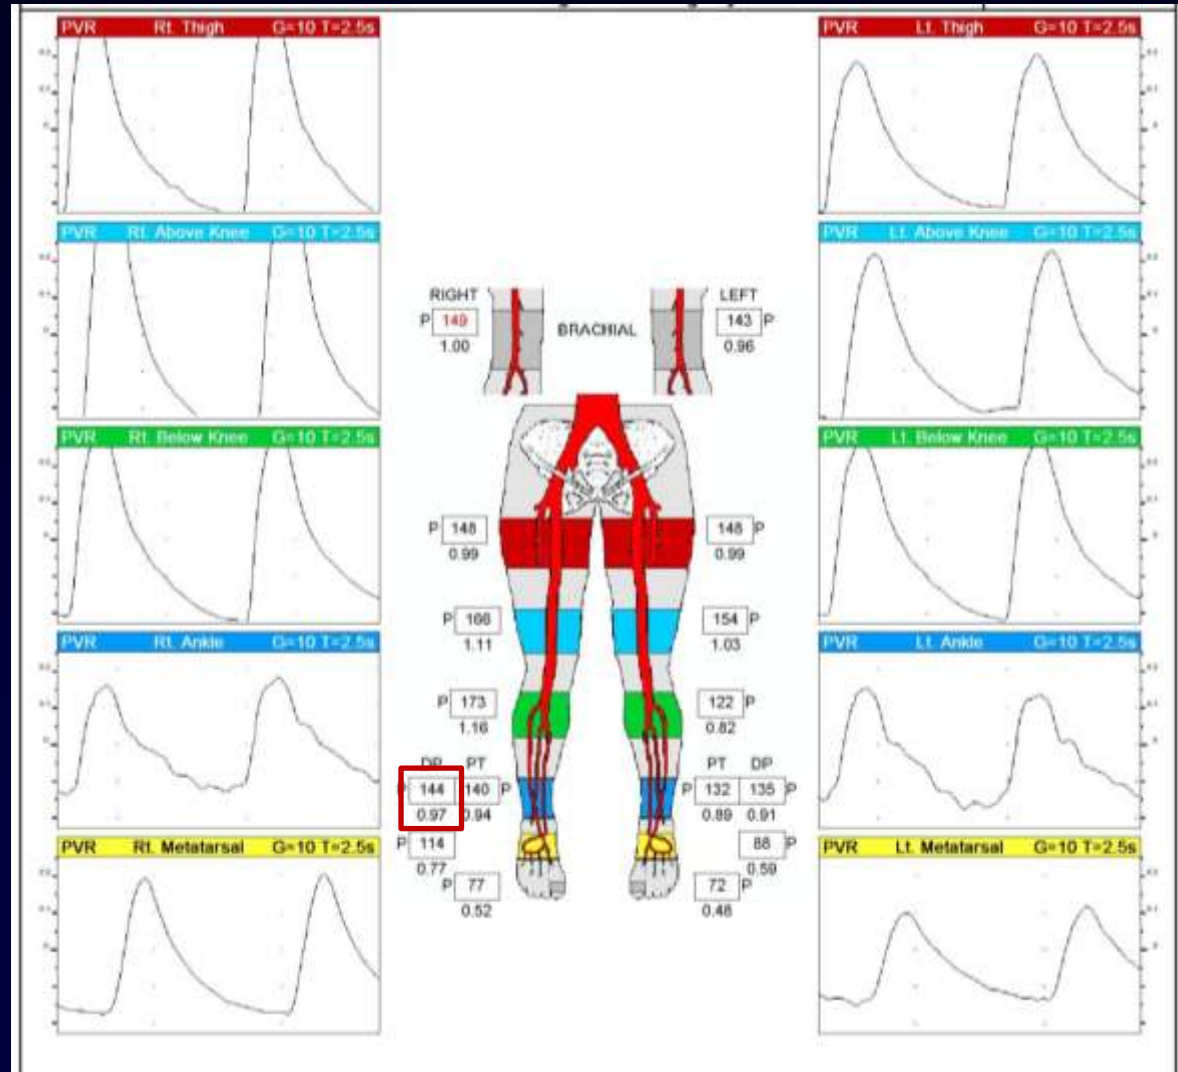 PVR Rt. Thigh G=10 T=2.5s
PVR Lt. Thigh G=10 T=2.5s
PVR Rt. Above Knee G=10 T=2.5s
PVR Lt. Above Knee G=10 T=2.5s
RIGHT LEFT
P 149 BRACHIAL 143 P
1.00 0.96
PVR Rt. Below Knee G=10 T=2.5s
PVR Lt. Below Knee G=10 T=2.5s
P 148 148 P
0.99 0.99
P 166 154 P
1.11 1.03
PVR Rt. Ankle G=10 T=2.5s
PVR Lt. Ankle G=10 T=2.5s
P 173 122 P
1.16 0.82
DP PT PT DP
P 144 140 P P 132 135 P
0.97 0.94 0.89 0.91
PVR Rt. Metatarsal G=10 T=2.5s
PVR Lt. Metatarsal G=10 T=2.5s
P 114 88 P
0.77 0.59
P 77 72 P
0.52 0.48